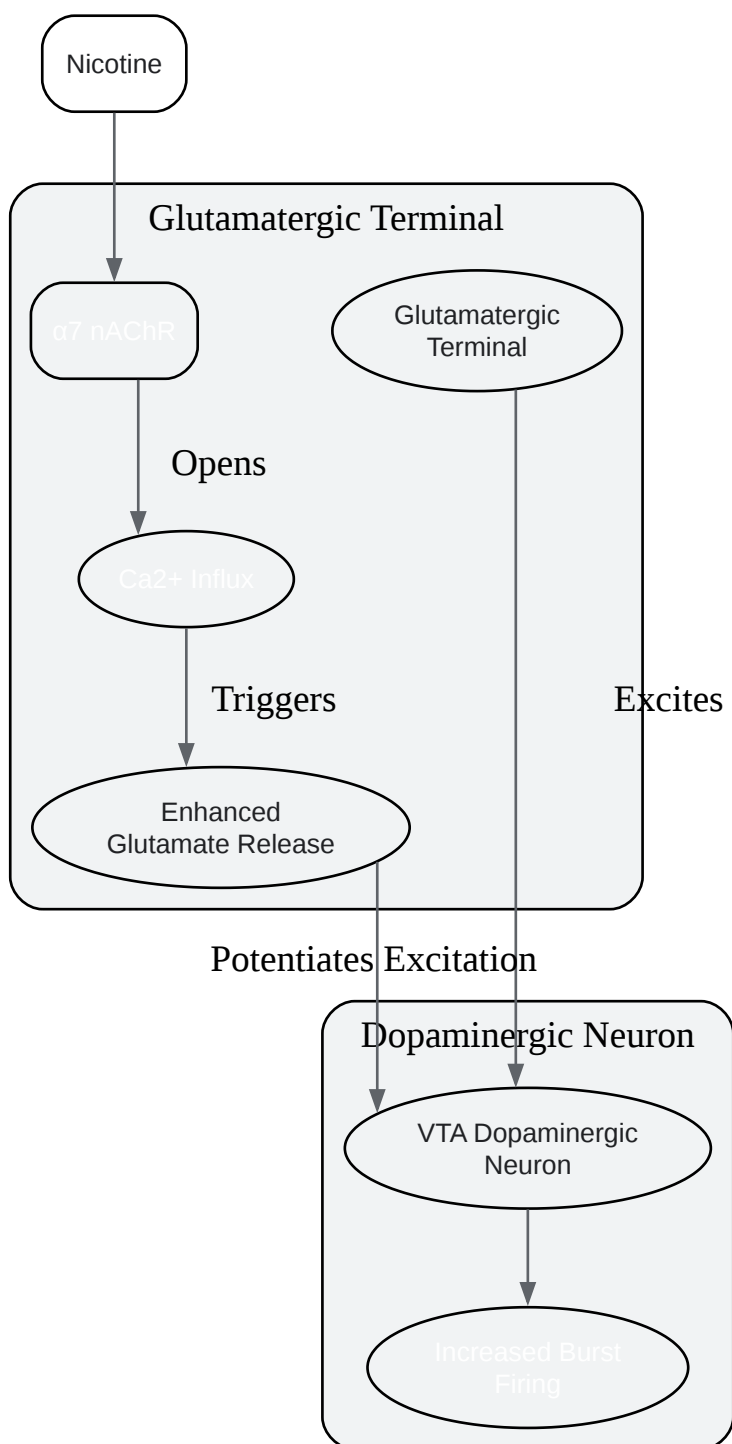 Nicotine
Glutamatergic Terminal
α7 nAChR
Glutamatergic
Terminal
Opens
Ca2+ Influx
Triggers
Excites
Enhanced
Glutamate Release
Potentiates Excitation
Dopaminergic Neuron
VTA Dopaminergic
Neuron
Increased Burst
Firing